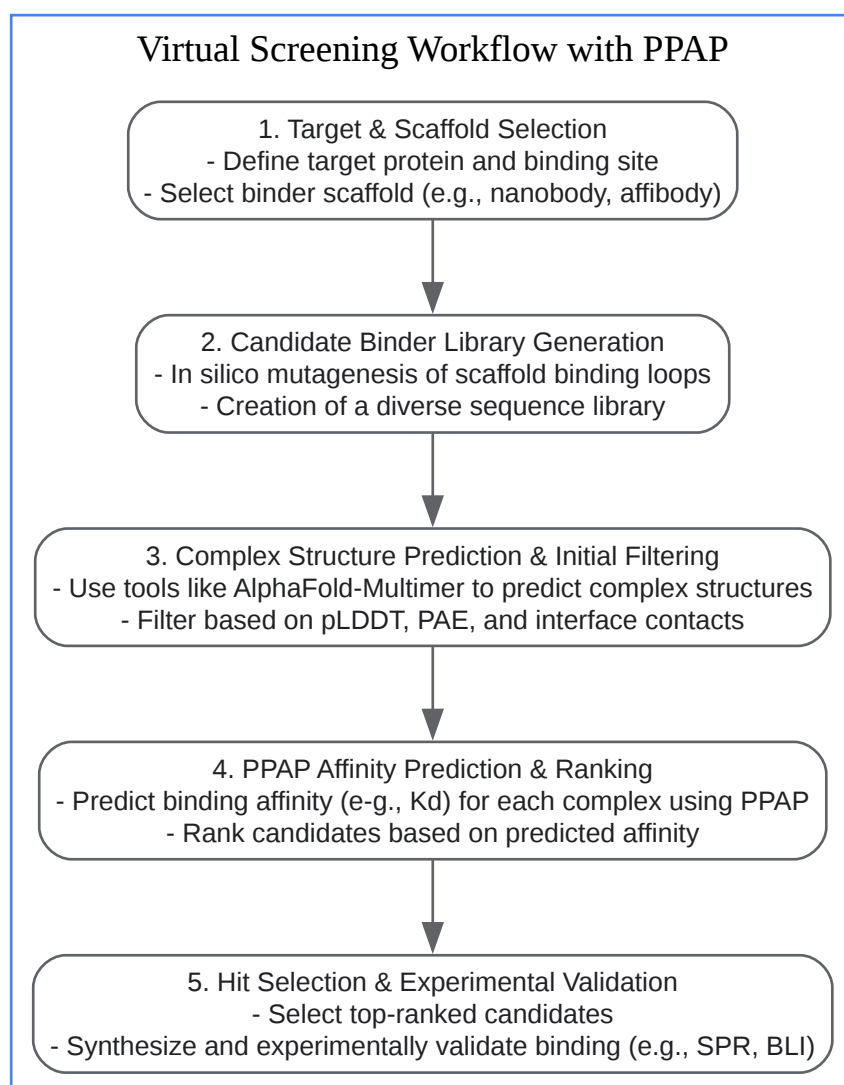 Virtual Screening Workflow with PPAP
1. Target & Scaffold Selection
- Define target protein and binding site
- Select binder scaffold (e.g., nanobody, affibody)
2. Candidate Binder Library Generation
- In silico mutagenesis of scaffold binding loops
- Creation of a diverse sequence library
3. Complex Structure Prediction & Initial Filtering
- Use tools like AlphaFold-Multimer to predict complex structures
- Filter based on pLDDT, PAE, and interface contacts
4. PPAP Affinity Prediction & Ranking
- Predict binding affinity (e-g., Kd) for each complex using PPAP
- Rank candidates based on predicted affinity
5. Hit Selection & Experimental Validation
- Select top-ranked candidates
- Synthesize and experimentally validate binding (e.g., SPR, BLI)